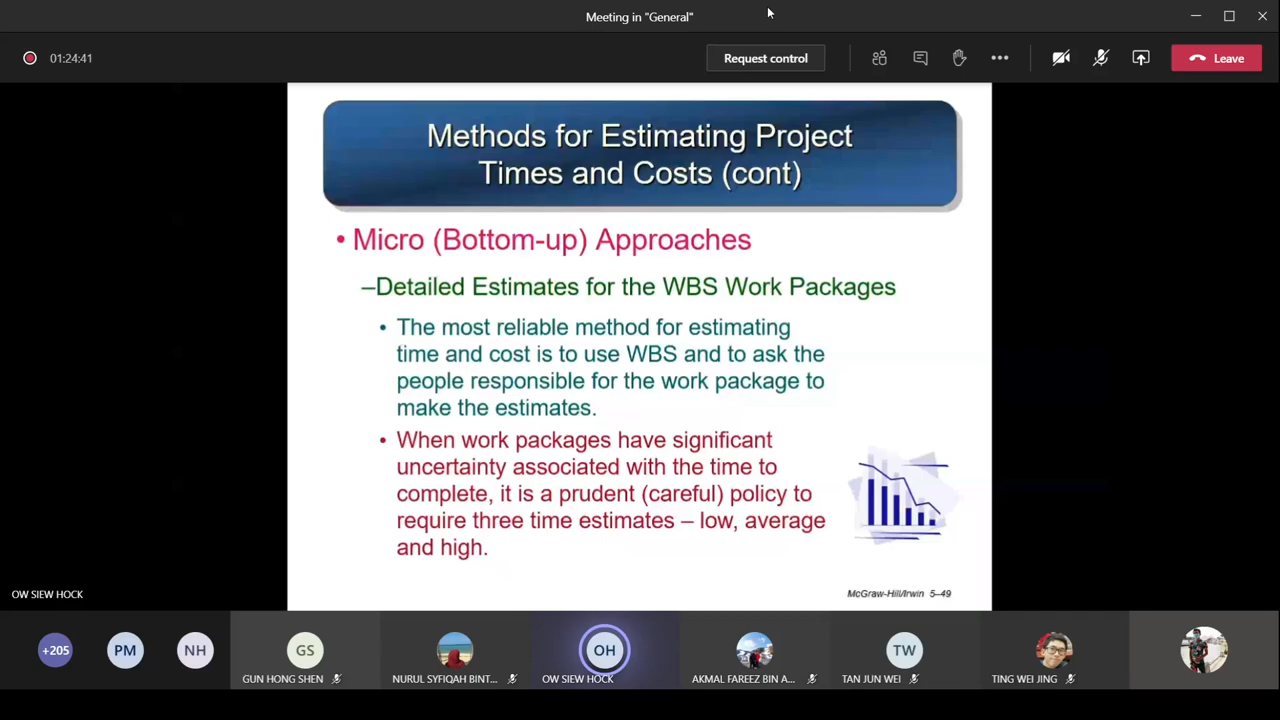 Meeting in "General"
01:24:41
Request control
Leave
Methods for Estimating Project
Times and Costs (cont)
• Micro (Bottom-up) Approaches
–Detailed Estimates for the WBS Work Packages
• The most reliable method for estimating
time and cost is to use WBS and to ask the
people responsible for the work package to
make the estimates.
• When work packages have significant
uncertainty associated with the time to
complete, it is a prudent (careful) policy to
require three time estimates – low, average
and high.
McGraw-Hill/Irwin 5–49
OW SIEW HOCK
+205
PM
NH
GS
OH
TW
GUN HONG SHEN
NURUL SYFIQAH BINT...
OW SIEW HOCK
AKMAL FAREEZ BIN A...
TAN JUN WEI
TING WEI JING